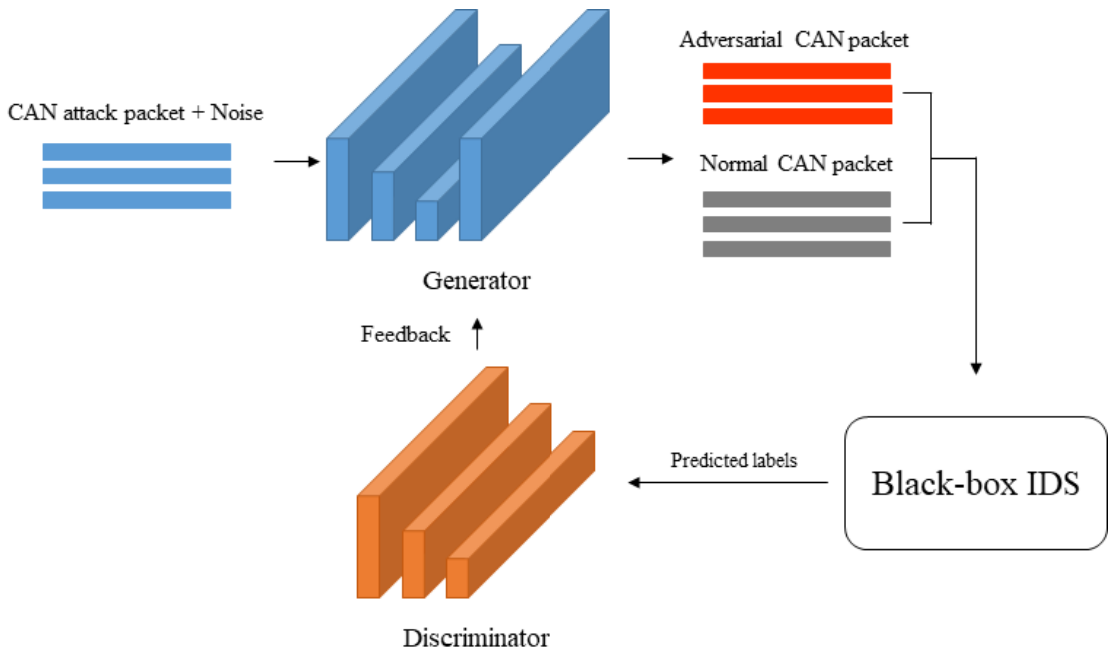 Adversarial CAN packet
CAN attack packet + Noise
Normal CAN packet
Generator
Feedback
Predicted labels
Black-box IDS
Discriminator